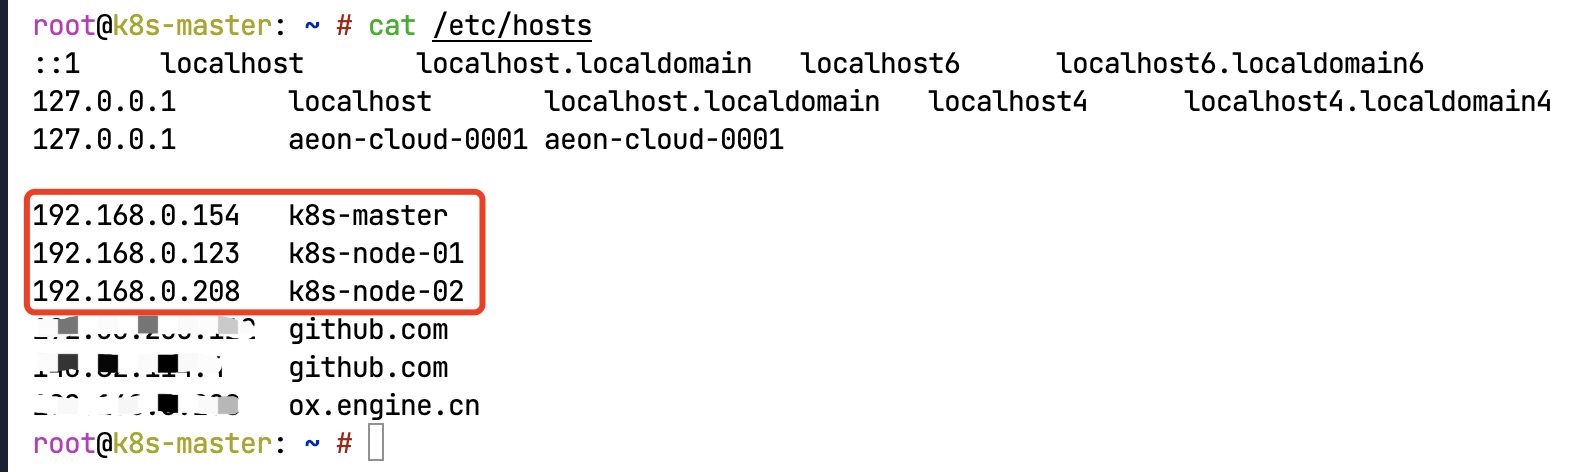 root@k8s-master: ~ # cat /etc/hosts
::1     localhost       localhost.localdomain   localhost6      localhost6.localdomain6
127.0.0.1       localhost       localhost.localdomain   localhost4      localhost4.localdomain4
127.0.0.1       aeon-cloud-0001 aeon-cloud-0001
192.168.0.154   k8s-master
192.168.0.123   k8s-node-01
192.168.0.208   k8s-node-02
github.com
github.com
ox.engine.cn
root@k8s-master: ~ #